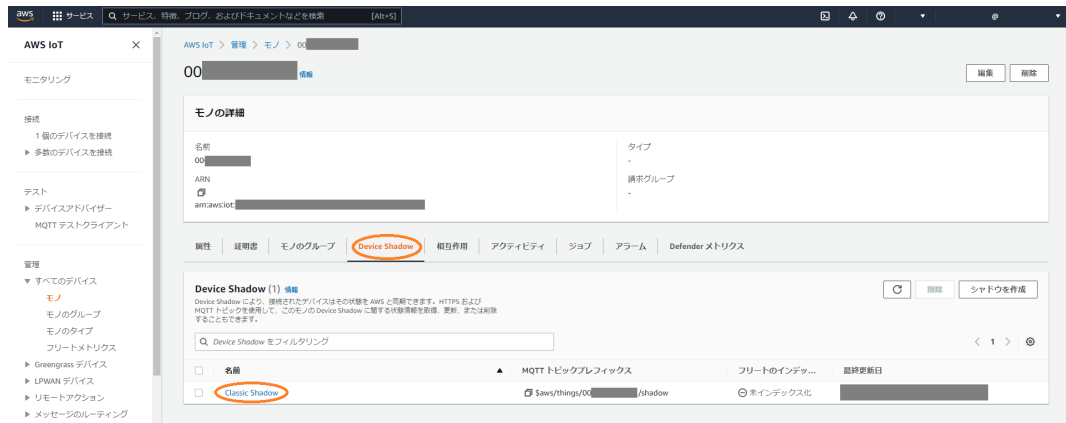 aws サービス サービス、特徴、ブログ、およびドキュメントなどを検索 [Alt+S] @
AWS IoT
モニタリング
接続
1 個のデバイスを接続
多数のデバイスを接続
テスト
デバイスアドバイザー
MQTT テストクライアント
管理
すべてのデバイス
モノ
モノのグループ
モノのタイプ
フリートメトリクス
Greengrass デバイス
LPWAN デバイス
リモートアクション
メッセージのルーティング
AWS IoT > 管理 > モノ > 00
00 情報
編集 削除
モノの詳細
名前
00
ARN
arn:aws:iot:
タイプ
-
請求グループ
-
属性 証明書 モノのグループ Device Shadow 相互作用 アクティビティ ジョブ アラーム Defender メトリクス
Device Shadow (1) 情報
Device Shadow により、接続されたデバイスはその状態を AWS と同期できます。HTTPS および
MQTT トピックを使用して、このモノの Device Shadow に関する状態情報を取得、更新、または削除
することもできます。
削除 シャドウを作成
Device Shadow をフィルタリング
1
名前 MQTT トピックプレフィックス フリートのインデッ... 最終更新日
Classic Shadow $aws/things/00 /shadow 未インデックス化